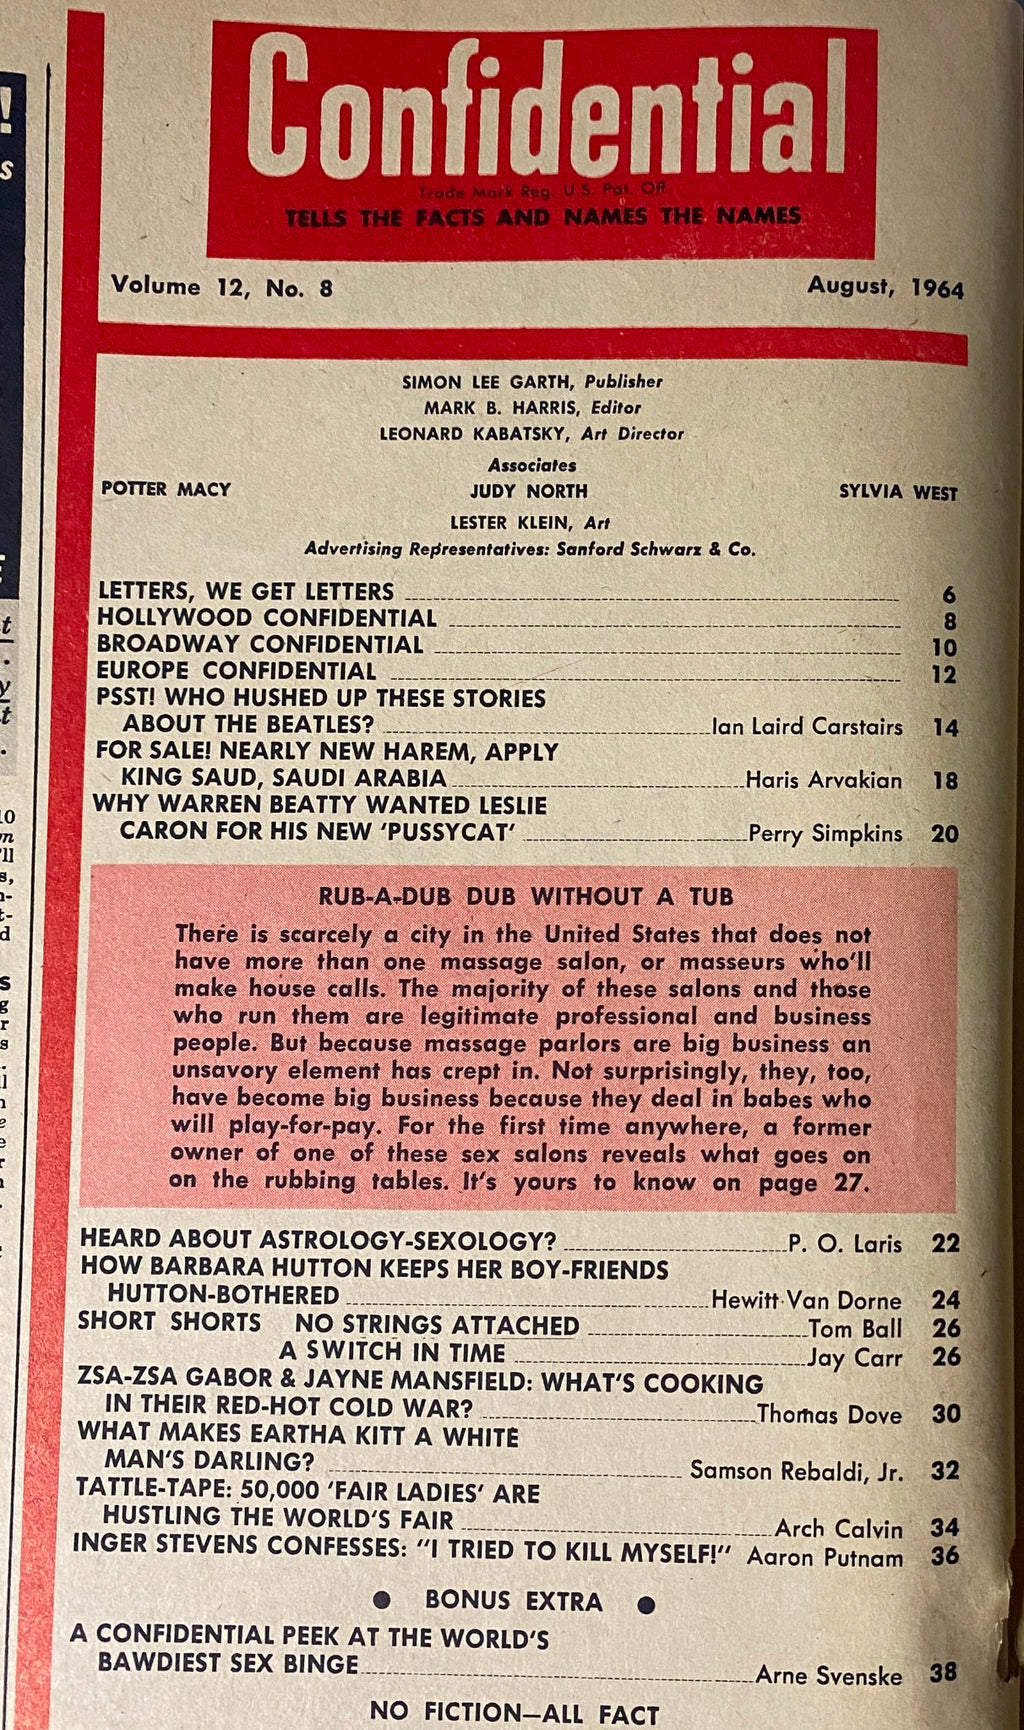 Confidential
Trade Mark Reg. U.S. Pat. Off.
TELLS THE FACTS AND NAMES THE NAMES
Volume 12, No. 8 August, 1964
SIMON LEE GARTH, Publisher
MARK B. HARRIS, Editor
LEONARD KABATSKY, Art Director
Associates
POTTER MACY JUDY NORTH SYLVIA WEST
LESTER KLEIN, Art
Advertising Representatives: Sanford Schwarz & Co.
LETTERS, WE GET LETTERS 6
HOLLYWOOD CONFIDENTIAL 8
BROADWAY CONFIDENTIAL 10
EUROPE CONFIDENTIAL 12
PSST! WHO HUSHED UP THESE STORIES
ABOUT THE BEATLES? Ian Laird Carstairs 14
FOR SALE! NEARLY NEW HAREM, APPLY
KING SAUD, SAUDI ARABIA Haris Arvakian 18
WHY WARREN BEATTY WANTED LESLIE
CARON FOR HIS NEW 'PUSSYCAT' Perry Simpkins 20
RUB-A-DUB DUB WITHOUT A TUB
There is scarcely a city in the United States that does not
have more than one massage salon, or masseurs who'll
make house calls. The majority of these salons and those
who run them are legitimate professional and business
people. But because massage parlors are big business an
unsavory element has crept in. Not surprisingly, they, too,
have become big business because they deal in babes who
will play-for-pay. For the first time anywhere, a former
owner of one of these sex salons reveals what goes on
on the rubbing tables. It's yours to know on page 27.
HEARD ABOUT ASTROLOGY-SEXOLOGY? P. O. Laris 22
HOW BARBARA HUTTON KEEPS HER BOY-FRIENDS
HUTTON-BOTHERED Hewitt Van Dorne 24
SHORT SHORTS NO STRINGS ATTACHED Tom Ball 26
A SWITCH IN TIME Jay Carr 26
ZSA-ZSA GABOR & JAYNE MANSFIELD: WHAT'S COOKING
IN THEIR RED-HOT COLD WAR? Thomas Dove 30
WHAT MAKES EARTHA KITT A WHITE
MAN'S DARLING? Samson Rebaldi, Jr. 32
TATTLE-TAPE: 50,000 'FAIR LADIES' ARE
HUSTLING THE WORLD'S FAIR Arch Calvin 34
INGER STEVENS CONFESSES: "I TRIED TO KILL MYSELF!" Aaron Putnam 36
● BONUS EXTRA ●
A CONFIDENTIAL PEEK AT THE WORLD'S
BAWDIEST SEX BINGE Arne Svenske 38
NO FICTION—ALL FACT